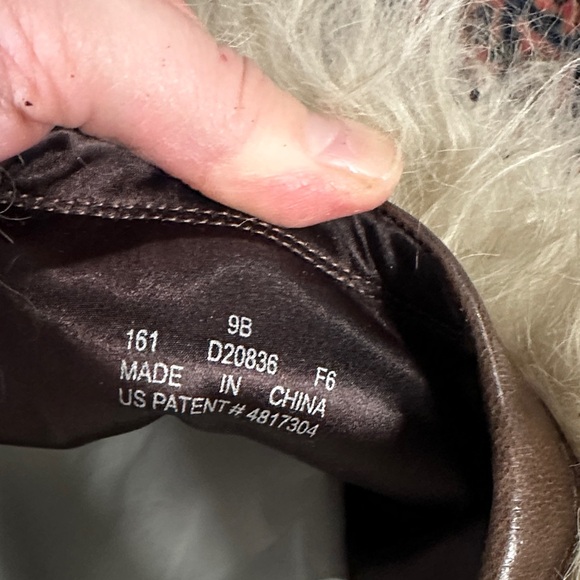 9B
161 D20836 F6
MADE IN CHINA
US PATENT# 4817304